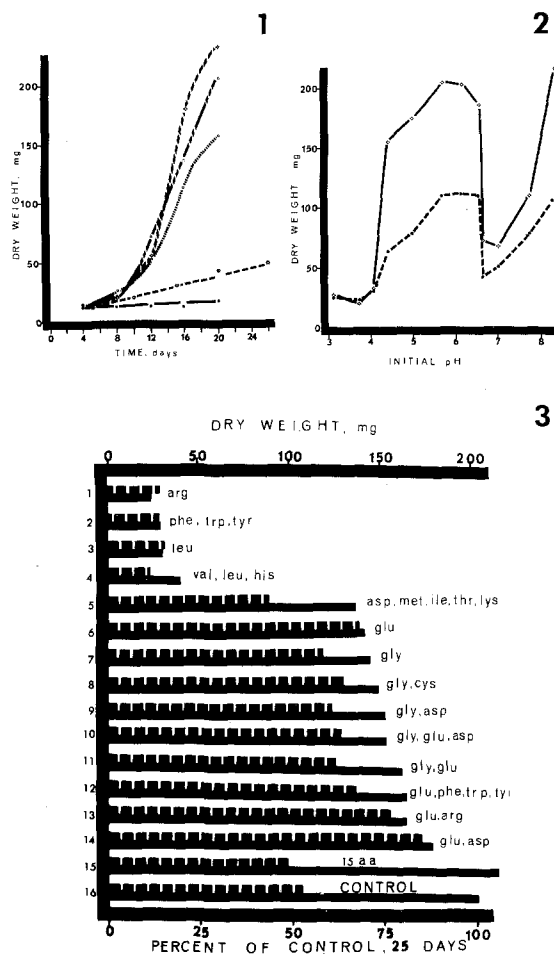 1
200
150
100
50
0
DRY WEIGHT, mg
0 4 8 12 16 20 24
TIME, days
2
200
150
100
50
0
DRY WEIGHT, mg
3 4 5 6 7 8
INITIAL pH
3
DRY WEIGHT, mg
0 50 100 150 200
1 arg
2 phe, trp, tyr
3 leu
4 val, leu, his
5 asp, met, ile, thr, lys
6 glu
7 gly
8 gly, cys
9 gly, asp
10 gly, glu, asp
11 gly, glu
12 glu, phe, trp, ty
13 glu, arg
14 glu, asp
15 15 aa
16 CONTROL
0 25 50 75 100
PERCENT OF CONTROL, 25 DAYS